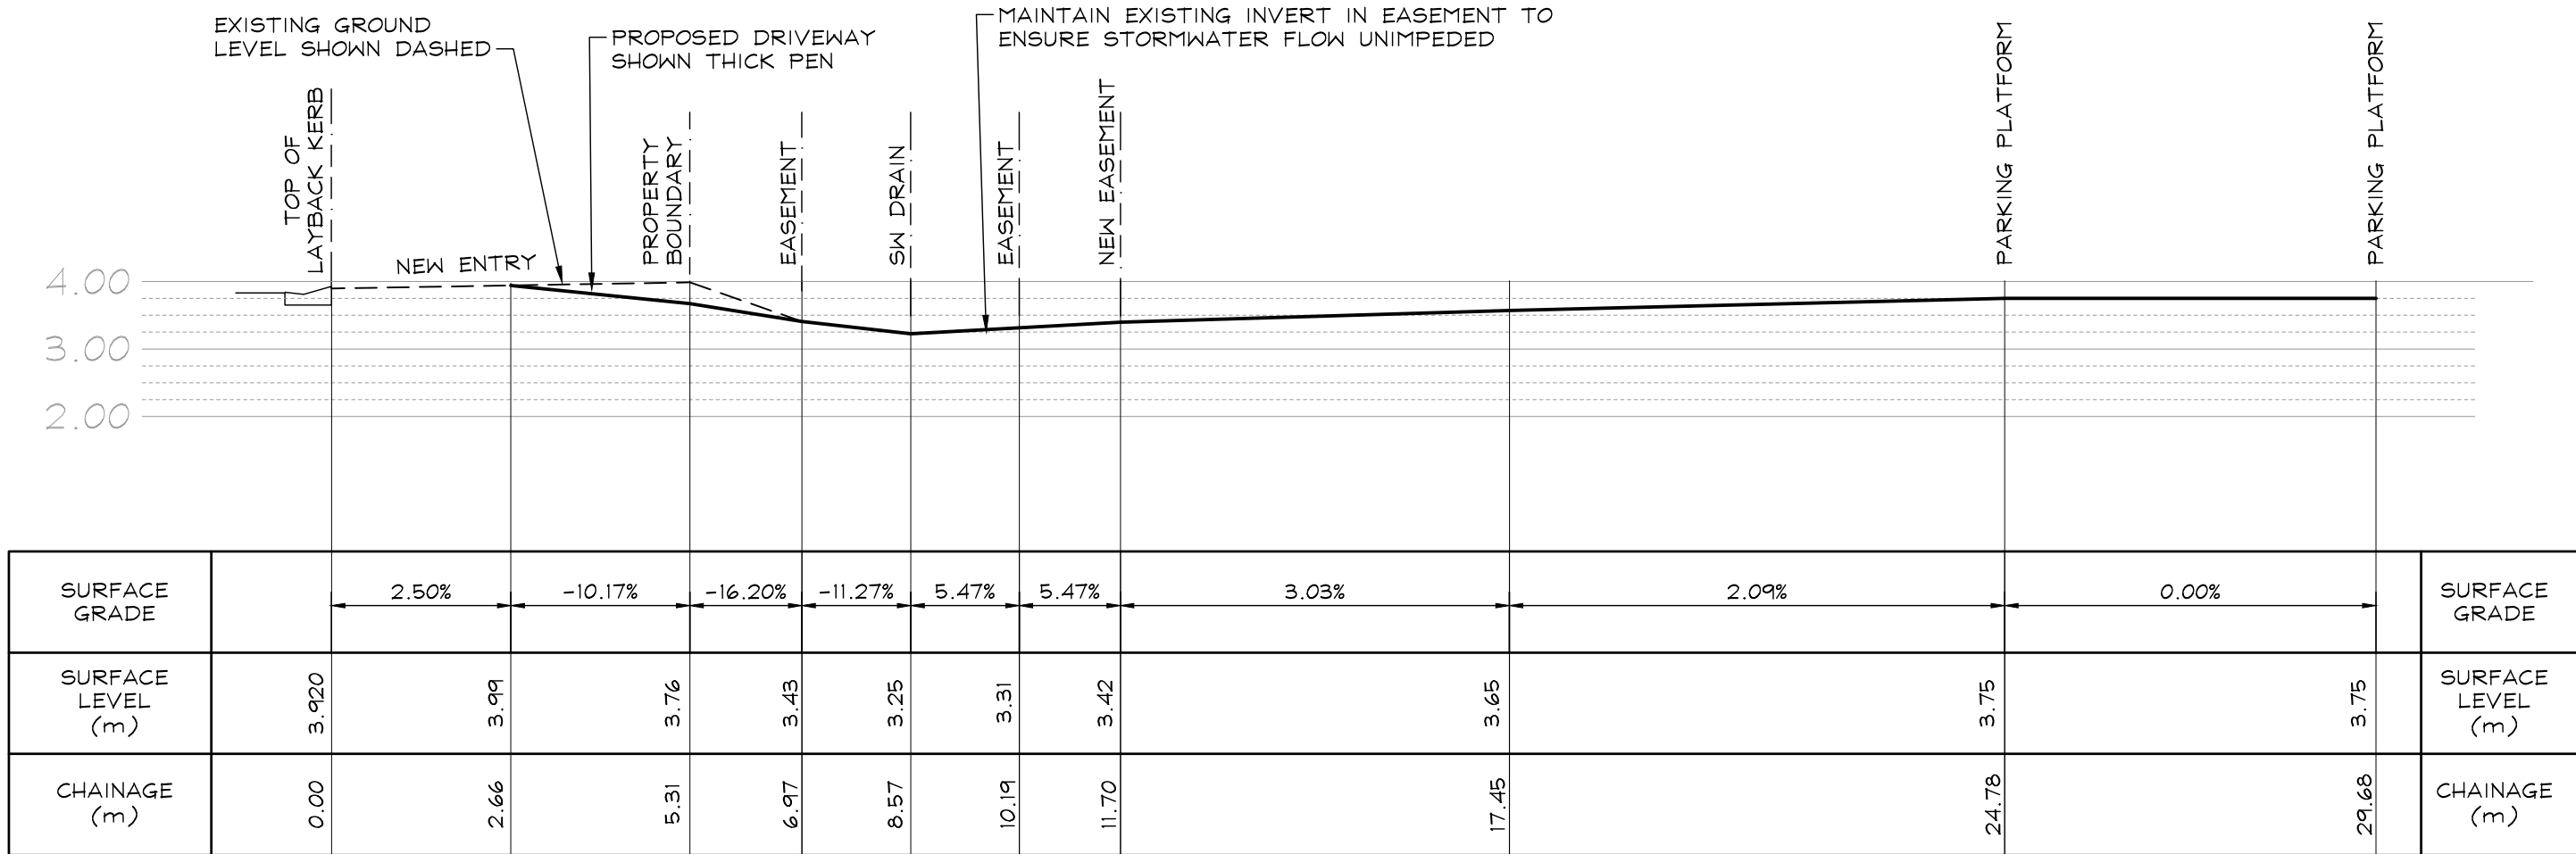 EXISTING GROUND
LEVEL SHOWN DASHED
PROPOSED DRIVEWAY
SHOWN THICK PEN
MAINTAIN EXISTING INVERT IN EASEMENT TO
ENSURE STORMWATER FLOW UNIMPEDED
TOP OF
LAYBACK KERB
NEW ENTRY
PROPERTY
BOUNDARY
EASEMENT
SW DRAIN
EASEMENT
NEW EASEMENT
PARKING PLATFORM
PARKING PLATFORM
4.00
3.00
2.00
SURFACE
GRADE
2.50%
-10.17%
-16.20%
-11.27%
5.47%
5.47%
3.03%
2.09%
0.00%
SURFACE
GRADE
SURFACE
LEVEL
(m)
3.920
3.99
3.76
3.43
3.25
3.31
3.42
3.65
3.75
3.75
SURFACE
LEVEL
(m)
CHAINAGE
(m)
0.00
2.66
5.31
6.97
8.57
10.19
11.70
17.45
24.78
29.68
CHAINAGE
(m)